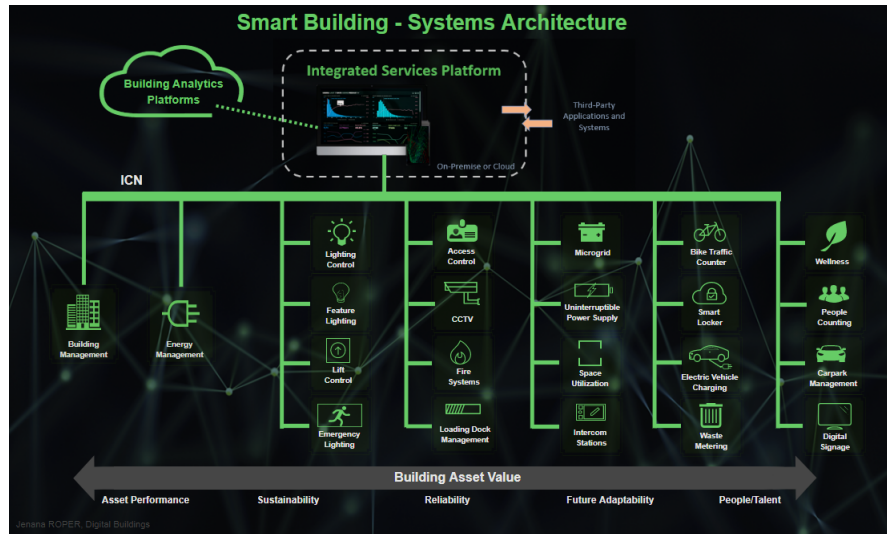 Smart Building - Systems Architecture
Building Analytics
Platforms
Integrated Services Platform
On-Premise or Cloud
Third-Party
Applications and
Systems
ICN
Building
Management
Energy
Management
Lighting
Control
Feature
Lighting
Lift
Control
Emergency
Lighting
Access
Control
CCTV
Fire
Systems
Loading Dock
Management
Microgrid
Uninterruptible
Power Supply
Space
Utilization
Intercom
Stations
Bike Traffic
Counter
Smart
Locker
Electric Vehicle
Charging
Waste
Metering
Wellness
People
Counting
Carpark
Management
Digital
Signage
Building Asset Value
Asset Performance
Sustainability
Reliability
Future Adaptability
People/Talent
Jenana ROPER, Digital Buildings